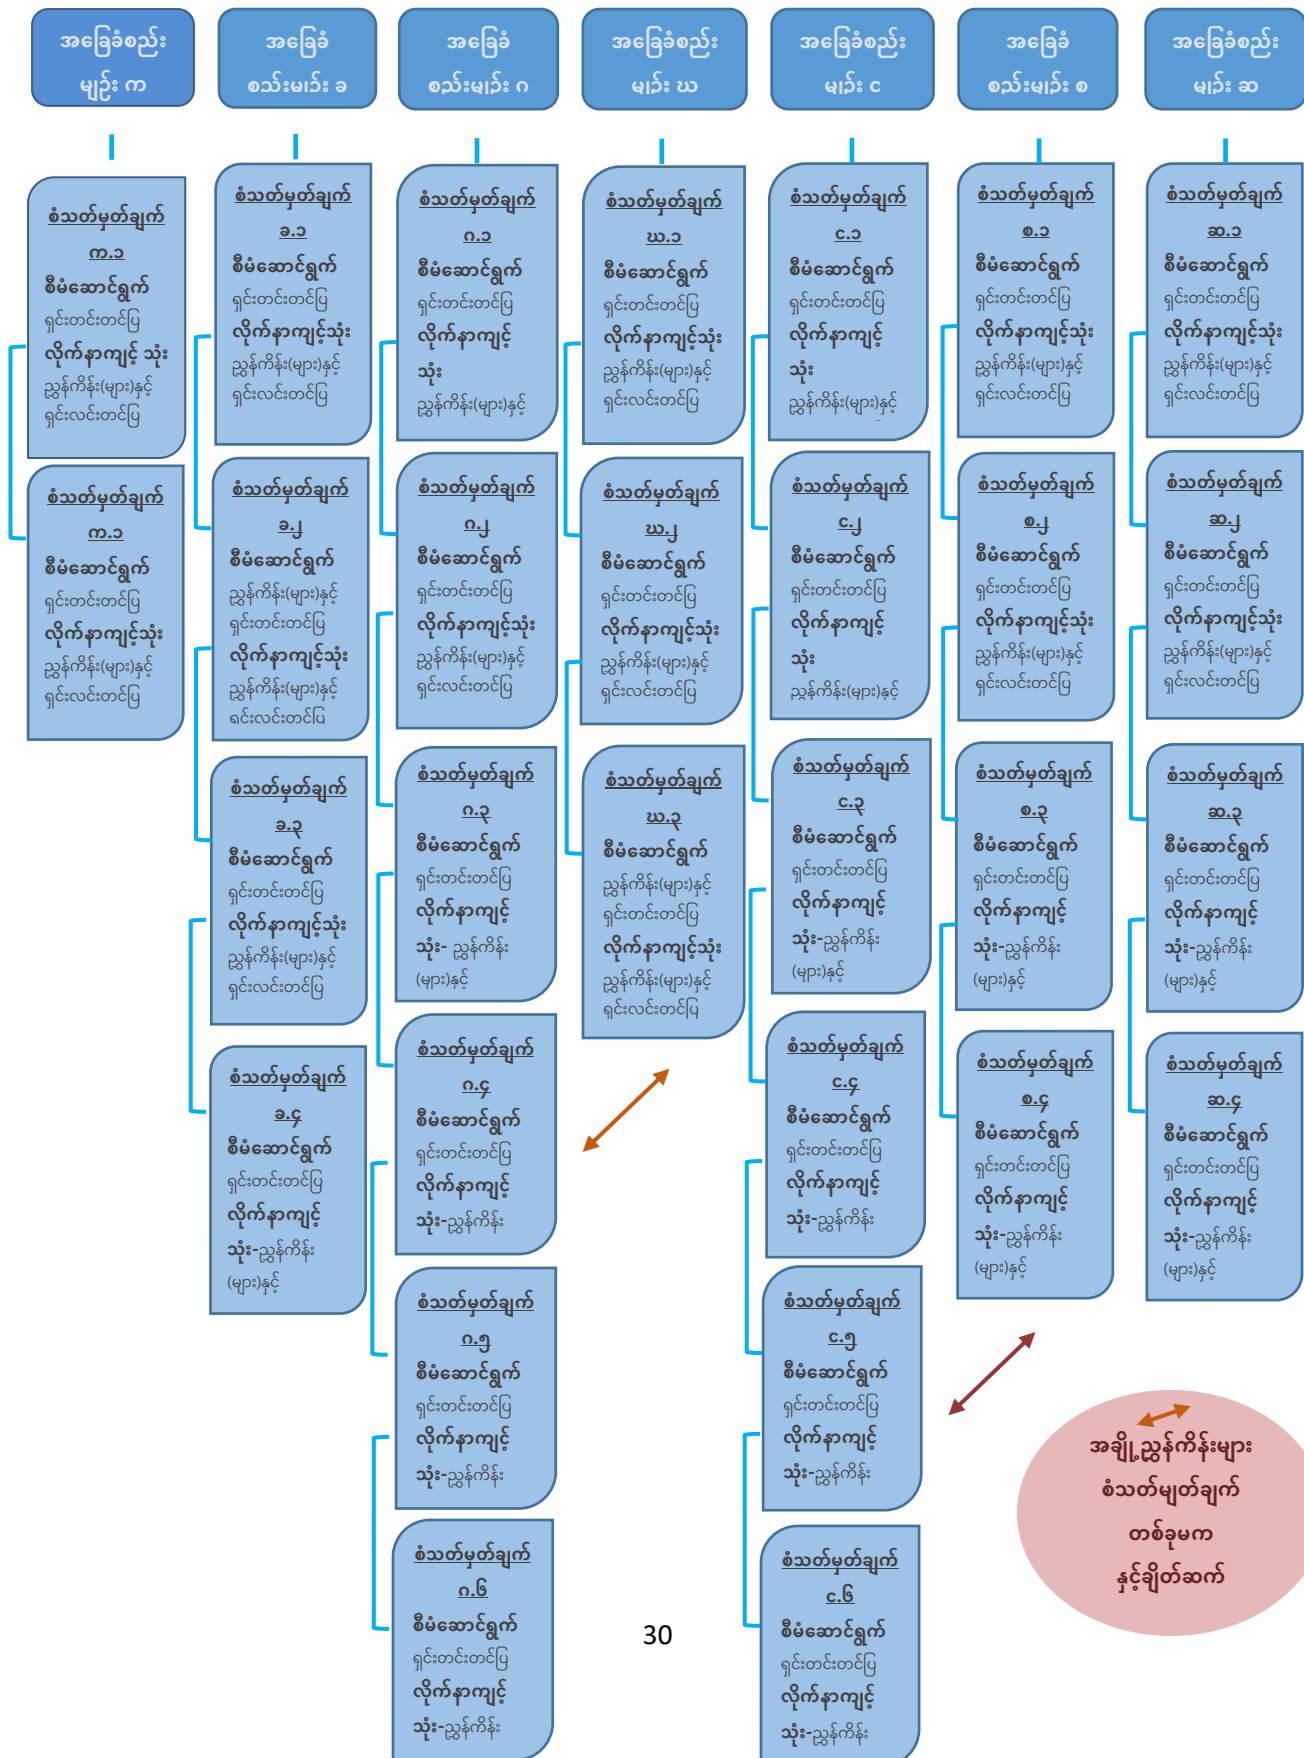 အခြေခံစည်း
မျဉ်း က
အခြေခံ
စည်းမျဉ်း ခ
အခြေခံ
စည်းမျဉ်း ဂ
အခြေခံစည်း
မျဉ်း ဃ
အခြေခံစည်း
မျဉ်း င
အခြေခံ
စည်းမျဉ်း စ
အခြေခံစည်း
မျဉ်း ဆ
စံသတ်မှတ်ချက်
က.၁
စီမံဆောင်ရွက်
ရှင်းတင်းတင်ပြ
လိုက်နာကျင့် သုံး
ညွှန်ကိန်း(များ)နှင့်
ရှင်းလင်းတင်ပြ
စံသတ်မှတ်ချက်
က.၁
စီမံဆောင်ရွက်
ရှင်းတင်းတင်ပြ
လိုက်နာကျင့်သုံး
ညွှန်ကိန်း(များ)နှင့်
ရှင်းလင်းတင်ပြ
စံသတ်မှတ်ချက်
ခ.၁
စီမံဆောင်ရွက်
ရှင်းတင်းတင်ပြ
လိုက်နာကျင့်သုံး
ညွှန်ကိန်း(များ)နှင့်
ရှင်းလင်းတင်ပြ
စံသတ်မှတ်ချက်
ခ.၂
စီမံဆောင်ရွက်
ညွှန်ကိန်း(များ)နှင့်
ရှင်းတင်းတင်ပြ
လိုက်နာကျင့်သုံး
ညွှန်ကိန်း(များ)နှင့်
ရှင်းလင်းတင်ပြ
စံသတ်မှတ်ချက်
ခ.၃
စီမံဆောင်ရွက်
ရှင်းတင်းတင်ပြ
လိုက်နာကျင့်သုံး
ညွှန်ကိန်း(များ)နှင့်
ရှင်းလင်းတင်ပြ
စံသတ်မှတ်ချက်
ခ.၄
စီမံဆောင်ရွက်
ရှင်းတင်းတင်ပြ
လိုက်နာကျင့်
သုံး-ညွှန်ကိန်း
(များ)နှင့်
စံသတ်မှတ်ချက်
ဂ.၁
စီမံဆောင်ရွက်
ရှင်းတင်းတင်ပြ
လိုက်နာကျင့်
သုံး
ညွှန်ကိန်း(များ)နှင့်
စံသတ်မှတ်ချက်
ဂ.၂
စီမံဆောင်ရွက်
ရှင်းတင်းတင်ပြ
လိုက်နာကျင့်သုံး
ညွှန်ကိန်း(များ)နှင့်
ရှင်းလင်းတင်ပြ
စံသတ်မှတ်ချက်
ဂ.၃
စီမံဆောင်ရွက်
ရှင်းတင်းတင်ပြ
လိုက်နာကျင့်
သုံး- ညွှန်ကိန်း
(များ)နှင့်
စံသတ်မှတ်ချက်
ဂ.၄
စီမံဆောင်ရွက်
ရှင်းတင်းတင်ပြ
လိုက်နာကျင့်
သုံး-ညွှန်ကိန်း
စံသတ်မှတ်ချက်
ဂ.၅
စီမံဆောင်ရွက်
ရှင်းတင်းတင်ပြ
လိုက်နာကျင့်
သုံး-ညွှန်ကိန်း
စံသတ်မှတ်ချက်
ဂ.၆
စီမံဆောင်ရွက်
ရှင်းတင်းတင်ပြ
လိုက်နာကျင့်
သုံး-ညွှန်ကိန်း
စံသတ်မှတ်ချက်
ဃ.၁
စီမံဆောင်ရွက်
ရှင်းတင်းတင်ပြ
လိုက်နာကျင့်သုံး
ညွှန်ကိန်း(များ)နှင့်
ရှင်းလင်းတင်ပြ
စံသတ်မှတ်ချက်
ဃ.၂
စီမံဆောင်ရွက်
ရှင်းတင်းတင်ပြ
လိုက်နာကျင့်သုံး
ညွှန်ကိန်း(များ)နှင့်
ရှင်းလင်းတင်ပြ
စံသတ်မှတ်ချက်
ဃ.၃
စီမံဆောင်ရွက်
ညွှန်ကိန်း(များ)နှင့်
ရှင်းတင်းတင်ပြ
လိုက်နာကျင့်သုံး
ညွှန်ကိန်း(များ)နှင့်
ရှင်းလင်းတင်ပြ
စံသတ်မှတ်ချက်
င.၁
စီမံဆောင်ရွက်
ရှင်းတင်းတင်ပြ
လိုက်နာကျင့်
သုံး
ညွှန်ကိန်း(များ)နှင့်
စံသတ်မှတ်ချက်
င.၂
စီမံဆောင်ရွက်
ရှင်းတင်းတင်ပြ
လိုက်နာကျင့်
သုံး
ညွှန်ကိန်း(များ)နှင့်
စံသတ်မှတ်ချက်
င.၃
စီမံဆောင်ရွက်
ရှင်းတင်းတင်ပြ
လိုက်နာကျင့်
သုံး-ညွှန်ကိန်း
(များ)နှင့်
စံသတ်မှတ်ချက်
င.၄
စီမံဆောင်ရွက်
ရှင်းတင်းတင်ပြ
လိုက်နာကျင့်
သုံး-ညွှန်ကိန်း
စံသတ်မှတ်ချက်
င.၅
စီမံဆောင်ရွက်
ရှင်းတင်းတင်ပြ
လိုက်နာကျင့်
သုံး-ညွှန်ကိန်း
စံသတ်မှတ်ချက်
င.၆
စီမံဆောင်ရွက်
ရှင်းတင်းတင်ပြ
လိုက်နာကျင့်
သုံး-ညွှန်ကိန်း
စံသတ်မှတ်ချက်
စ.၁
စီမံဆောင်ရွက်
ရှင်းတင်းတင်ပြ
လိုက်နာကျင့်သုံး
ညွှန်ကိန်း(များ)နှင့်
ရှင်းလင်းတင်ပြ
စံသတ်မှတ်ချက်
စ.၂
စီမံဆောင်ရွက်
ရှင်းတင်းတင်ပြ
လိုက်နာကျင့်သုံး
ညွှန်ကိန်း(များ)နှင့်
ရှင်းလင်းတင်ပြ
စံသတ်မှတ်ချက်
စ.၃
စီမံဆောင်ရွက်
ရှင်းတင်းတင်ပြ
လိုက်နာကျင့်
သုံး-ညွှန်ကိန်း
(များ)နှင့်
စံသတ်မှတ်ချက်
စ.၄
စီမံဆောင်ရွက်
ရှင်းတင်းတင်ပြ
လိုက်နာကျင့်
သုံး-ညွှန်ကိန်း
(များ)နှင့်
စံသတ်မှတ်ချက်
ဆ.၁
စီမံဆောင်ရွက်
ရှင်းတင်းတင်ပြ
လိုက်နာကျင့်သုံး
ညွှန်ကိန်း(များ)နှင့်
ရှင်းလင်းတင်ပြ
စံသတ်မှတ်ချက်
ဆ.၂
စီမံဆောင်ရွက်
ရှင်းတင်းတင်ပြ
လိုက်နာကျင့်သုံး
ညွှန်ကိန်း(များ)နှင့်
ရှင်းလင်းတင်ပြ
စံသတ်မှတ်ချက်
ဆ.၃
စီမံဆောင်ရွက်
ရှင်းတင်းတင်ပြ
လိုက်နာကျင့်
သုံး-ညွှန်ကိန်း
(များ)နှင့်
စံသတ်မှတ်ချက်
ဆ.၄
စီမံဆောင်ရွက်
ရှင်းတင်းတင်ပြ
လိုက်နာကျင့်
သုံး-ညွှန်ကိန်း
(များ)နှင့်
အချို့ညွှန်ကိန်းများ
စံသတ်မျတ်ချက်
တစ်ခုမက
နှင့်ချိတ်ဆက်
30